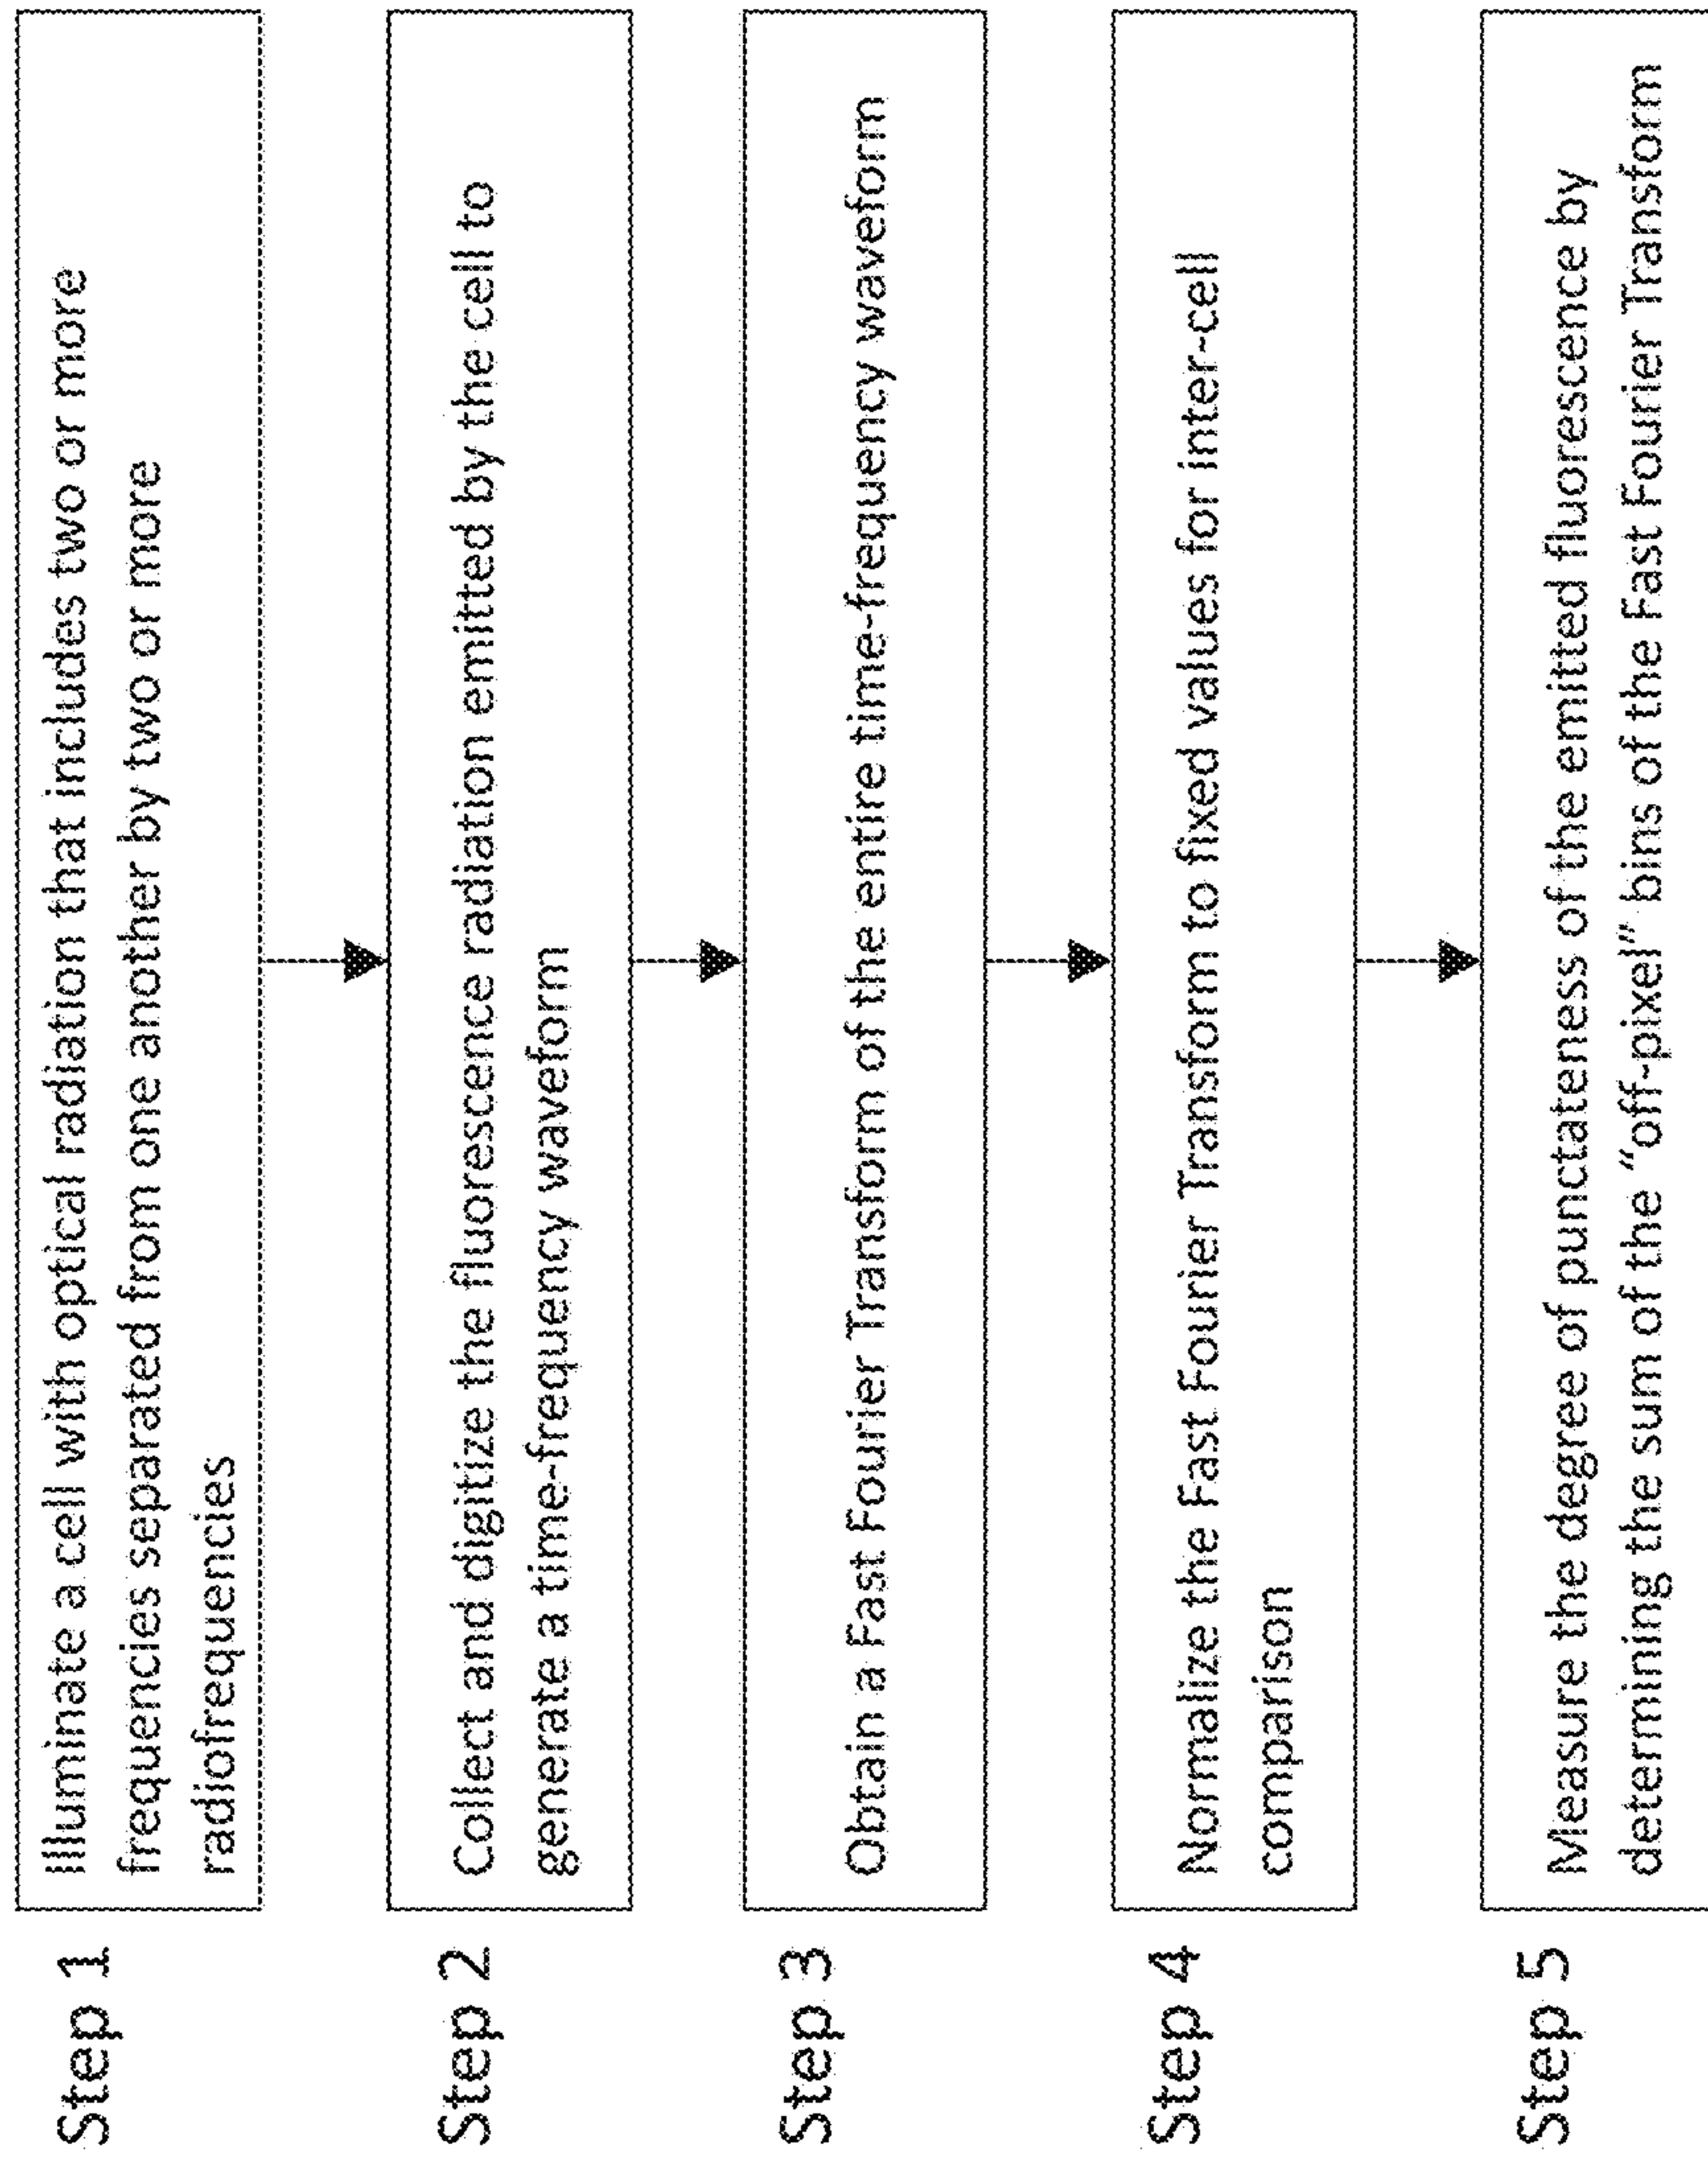 Step 1
Illuminate a cell with optical radiation that includes two or more
frequencies separated from one another by two or more
radiofrequencies
Step 2
Collect and digitize the fluorescence radiation emitted by the cell to
generate a time-frequency waveform
Step 3
Obtain a Fast Fourier Transform of the entire time-frequency waveform
Step 4
Normalize the Fast Fourier Transform to fixed values for inter-cell
comparison
Step 5
Measure the degree of punctateness of the emitted fluorescence by
determining the sum of the “off-pixel” bins of the Fast Fourier Transform